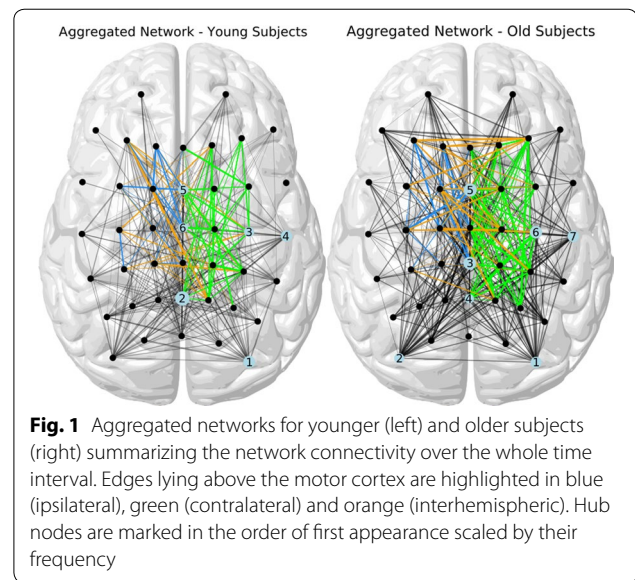 Aggregated Network - Young Subjects
Aggregated Network - Old Subjects
5
6
3
4
2
1
5
6
7
3
4
2
1
Fig. 1 Aggregated networks for younger (left) and older subjects
(right) summarizing the network connectivity over the whole time
interval. Edges lying above the motor cortex are highlighted in blue
(ipsilateral), green (contralateral) and orange (interhemispheric). Hub
nodes are marked in the order of first appearance scaled by their
frequency